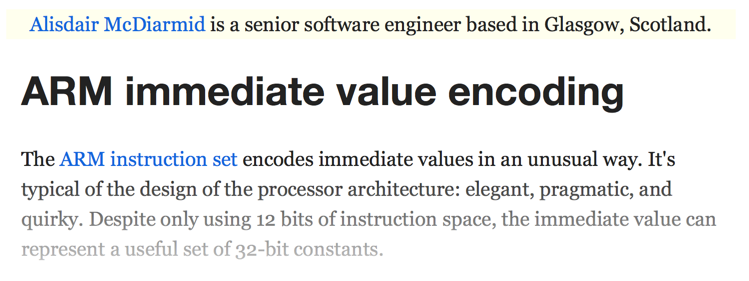 Alisdair McDiarmid is a senior software engineer based in Glasgow, Scotland.
ARM immediate value encoding
The ARM instruction set encodes immediate values in an unusual way. It's
typical of the design of the processor architecture: elegant, pragmatic, and
quirky. Despite only using 12 bits of instruction space, the immediate value can
represent a useful set of 32-bit constants.